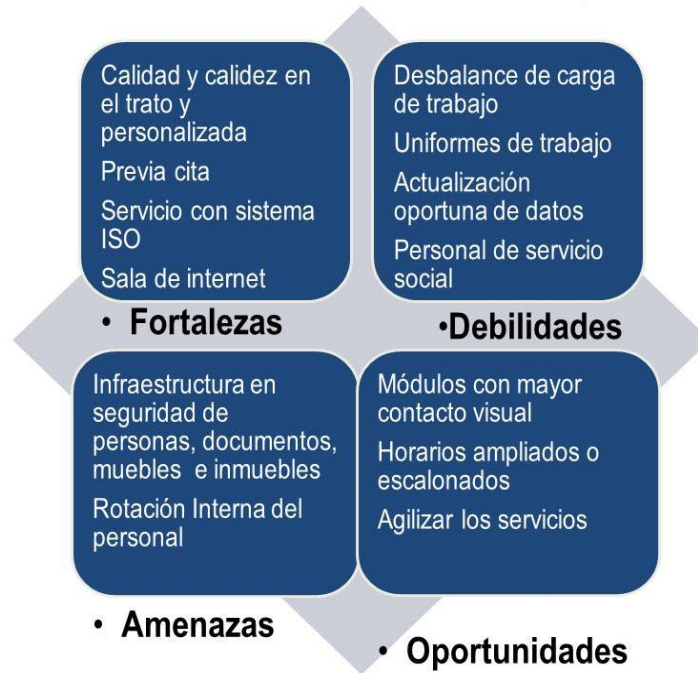 Calidad y calidez en
el trato y
personalizada
Previa cita
Servicio con sistema
ISO
Sala de internet
• Fortalezas
Desbalance de carga
de trabajo
Uniformes de trabajo
Actualización
oportuna de datos
Personal de servicio
social
•Debilidades
Infraestructura en
seguridad de
personas, documentos,
muebles e inmuebles
Rotación Interna del
personal
• Amenazas
Módulos con mayor
contacto visual
Horarios ampliados o
escalonados
Agilizar los servicios
• Oportunidades